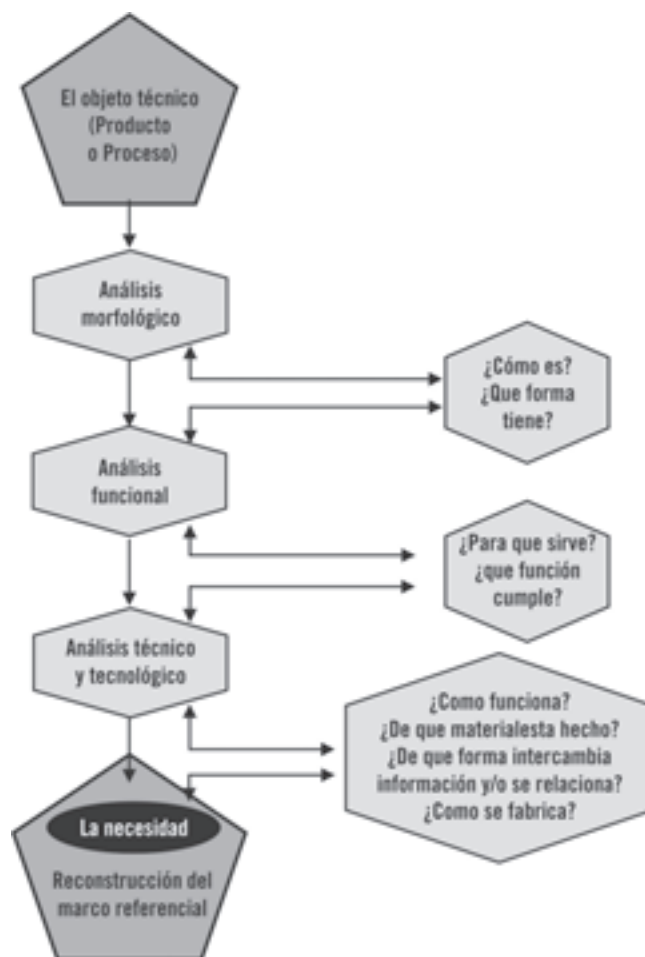 El objeto técnico
(Producto
o Proceso)
Análisis
morfológico
¿Cómo es?
¿Que forma
tiene?
Análisis
funcional
¿Para que sirve?
¿que función
cumple?
Análisis técnico
y tecnológico
¿Como funciona?
¿De que materialesta hecho?
¿De que forma intercambia
información y/o se relaciona?
¿Como se fabrica?
La necesidad
Reconstrucción del
marco referencial